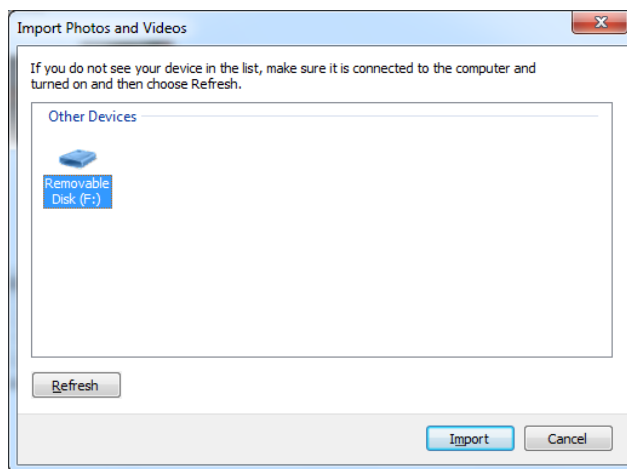 Import Photos and Videos
If you do not see your device in the list, make sure it is connected to the computer and
turned on and then choose Refresh.
Other Devices
Removable
Disk (F:)
Refresh
Import
Cancel